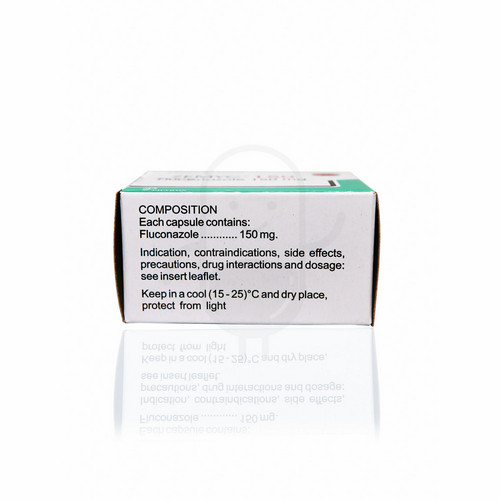 COMPOSITION
Each capsule contains:
Fluconazole ............ 150 mg.
Indication, contraindications, side effects,
precautions, drug interactions and dosage:
see insert leaflet.
Keep in a cool (15 - 25)°C and dry place,
protect from light